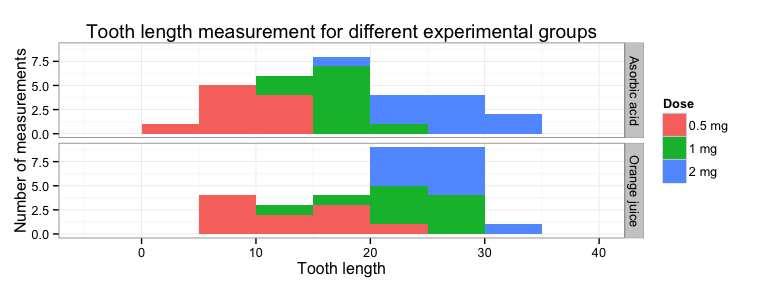 Tooth length measurement for different experimental groups
Number of measurements
7.5
5.0
2.5
0.0
Asorbic acid
7.5
5.0
2.5
0.0
Orange juice
0 10 20 30 40
Tooth length
Dose
0.5 mg
1 mg
2 mg